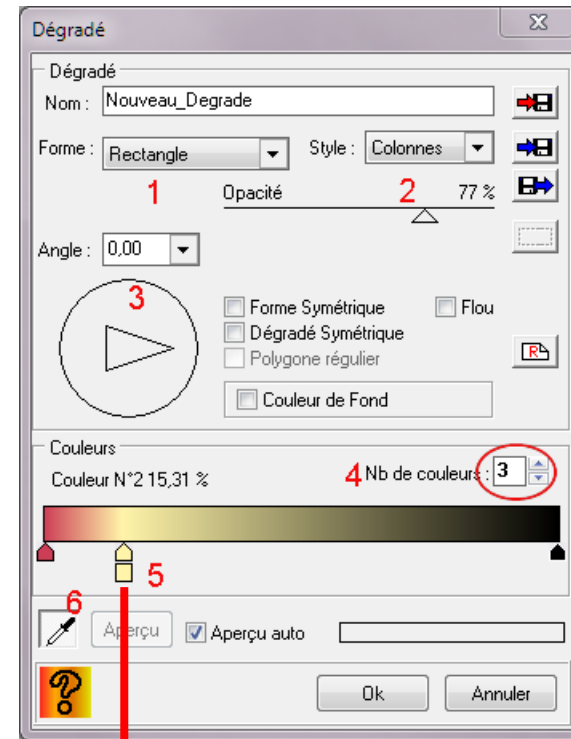 Dégradé
Dégradé
Nom : Nouveau_Degrade
Forme : Rectangle Style : Colonnes
1 Opacité 2 77 %
Angle : 0,00
3
Forme Symétrique Flou
Dégradé Symétrique
Polygone régulier
R
Couleur de Fond
Couleurs
Couleur N°2 15,31 % 4 Nb de couleurs : 3
5
6
Aperçu Aperçu auto
? Ok Annuler